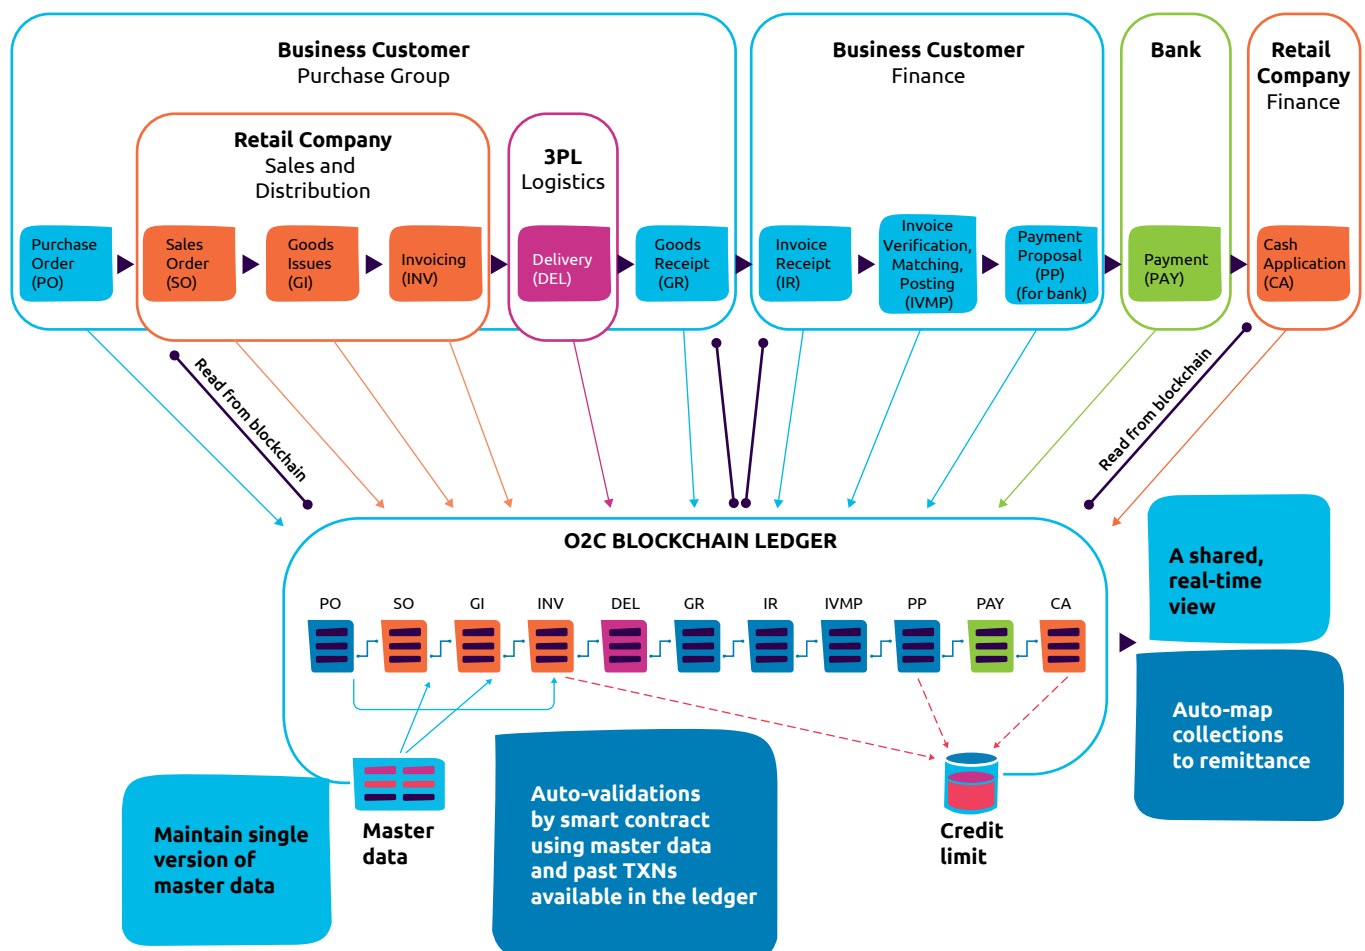 Business Customer
Purchase Group
Business Customer
Finance
Bank
Retail
Company
Finance
Retail Company
Sales and
Distribution
3PL
Logistics
Purchase
Order
(PO)
Sales
Order
(SO)
Goods
Issues
(GI)
Invoicing
(INV)
Delivery
(DEL)
Goods
Receipt
(GR)
Invoice
Receipt
(IR)
Invoice
Verification,
Matching,
Posting
(IVMP)
Payment
Proposal
(PP)
(for bank)
Payment
(PAY)
Cash
Application
(CA)
Read from blockchain
Read from blockchain
O2C BLOCKCHAIN LEDGER
PO SO GI INV DEL GR IR IVMP PP PAY CA
A shared,
real-time
view
Auto-map
collections
to remittance
Maintain single
version of
master data
Master
data
Auto-validations
by smart contract
using master data
and past TXNs
available in the ledger
Credit
limit